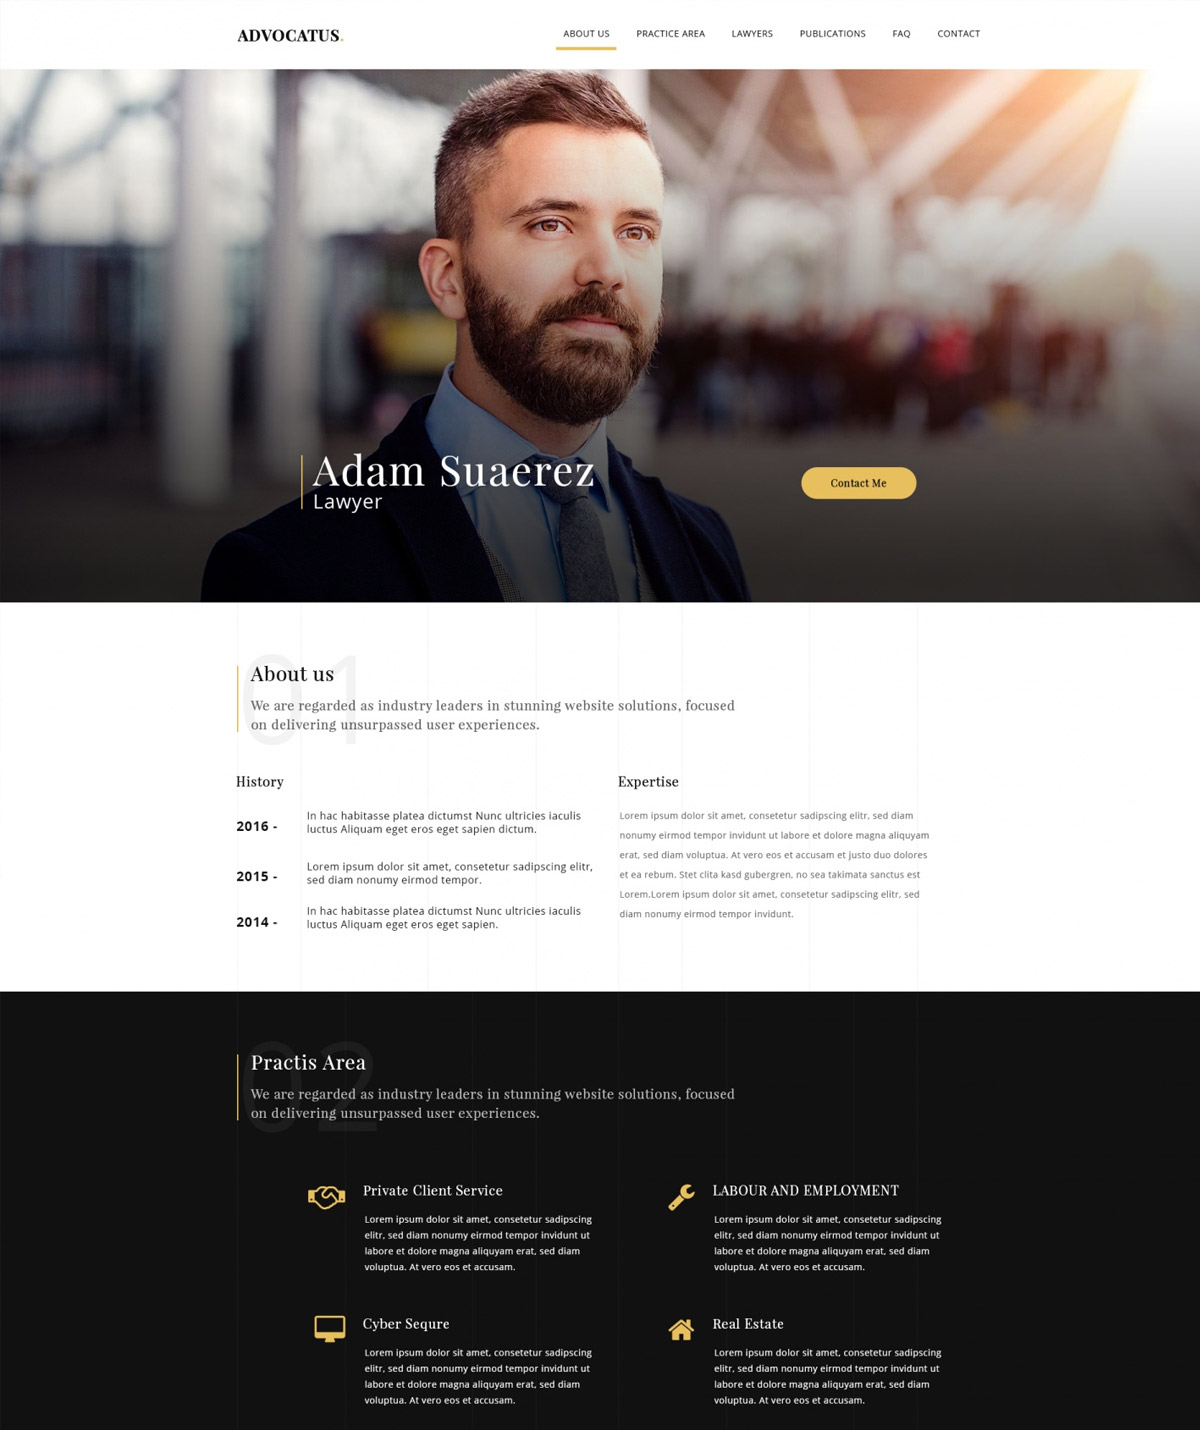 ADVOCATUS.
ABOUT US PRACTICE AREA LAWYERS PUBLICATIONS FAQ CONTACT
Adam Suaerez
Lawyer
Contact Me
01
About us
We are regarded as industry leaders in stunning website solutions, focused
on delivering unsurpassed user experiences.
History
2016 -
In hac habitasse platea dictumst Nunc ultricies iaculis
luctus Aliquam eget eros eget sapien dictum.
2015 -
Lorem ipsum dolor sit amet, consetetur sadipscing elitr,
sed diam nonumy eirmod tempor.
2014 -
In hac habitasse platea dictumst Nunc ultricies iaculis
luctus Aliquam eget eros eget sapien.
Expertise
Lorem ipsum dolor sit amet, consetetur sadipscing elitr, sed diam
nonumy eirmod tempor invidunt ut labore et dolore magna aliquyam
erat, sed diam voluptua. At vero eos et accusam et justo duo dolores
et ea rebum. Stet clita kasd gubergren, no sea takimata sanctus est
Lorem.Lorem ipsum dolor sit amet, consetetur sadipscing elitr, sed
diam nonumy eirmod tempor invidunt.
02
Practis Area
We are regarded as industry leaders in stunning website solutions, focused
on delivering unsurpassed user experiences.
Private Client Service
Lorem ipsum dolor sit amet, consetetur sadipscing
elitr, sed diam nonumy eirmod tempor invidunt ut
labore et dolore magna aliquyam erat, sed diam
voluptua. At vero eos et accusam.
LABOUR AND EMPLOYMENT
Lorem ipsum dolor sit amet, consetetur sadipscing
elitr, sed diam nonumy eirmod tempor invidunt ut
labore et dolore magna aliquyam erat, sed diam
voluptua. At vero eos et accusam.
Cyber Sequre
Lorem ipsum dolor sit amet, consetetur sadipscing
elitr, sed diam nonumy eirmod tempor invidunt ut
labore et dolore magna aliquyam erat, sed diam
voluptua. At vero eos et accusam.
Real Estate
Lorem ipsum dolor sit amet, consetetur sadipscing
elitr, sed diam nonumy eirmod tempor invidunt ut
labore et dolore magna aliquyam erat, sed diam
voluptua. At vero eos et accusam.